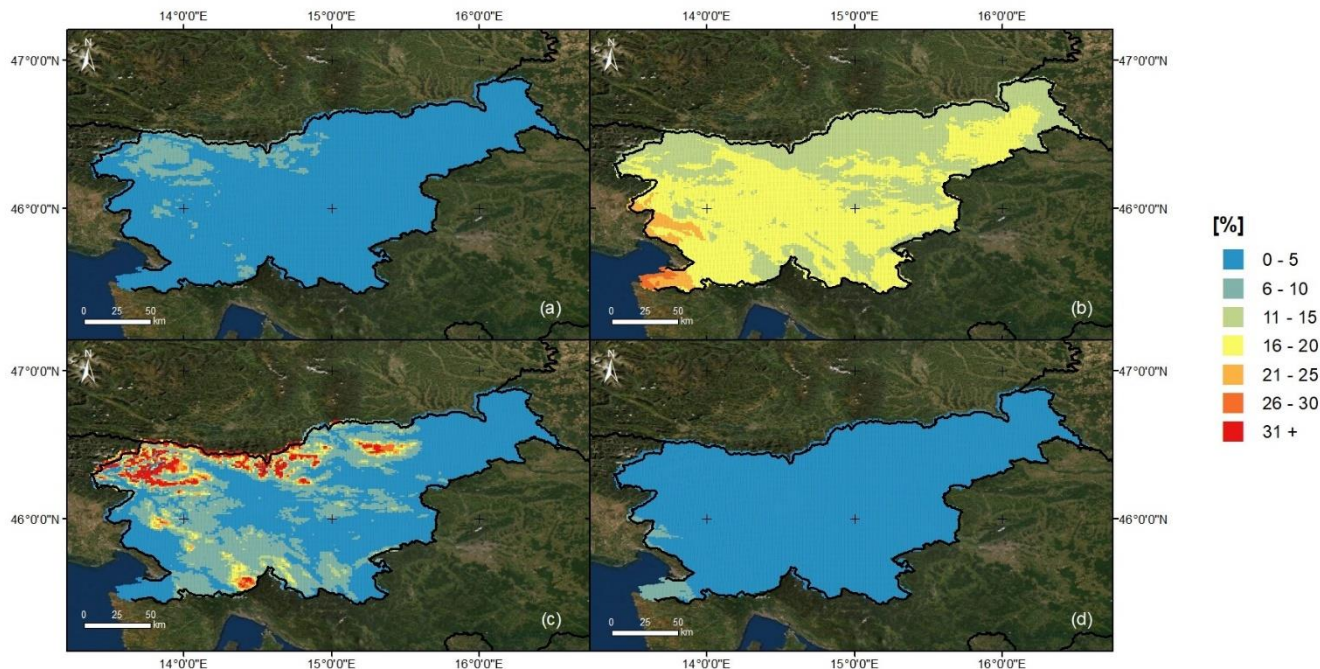 14°0'0"E 15°0'0"E 16°0'0"E 14°0'0"E 15°0'0"E 16°0'0"E
47°0'0"N N N 47°0'0"N
46°0'0"N 46°0'0"N
[%]
0 - 5
6 - 10
11 - 15
16 - 20
21 - 25
26 - 30
31 +
0 25 50 km (a)
0 25 50 km (b)
47°0'0"N N N 47°0'0"N
46°0'0"N 46°0'0"N
0 25 50 km (c)
0 25 50 km (d)
14°0'0"E 15°0'0"E 16°0'0"E 14°0'0"E 15°0'0"E 16°0'0"E